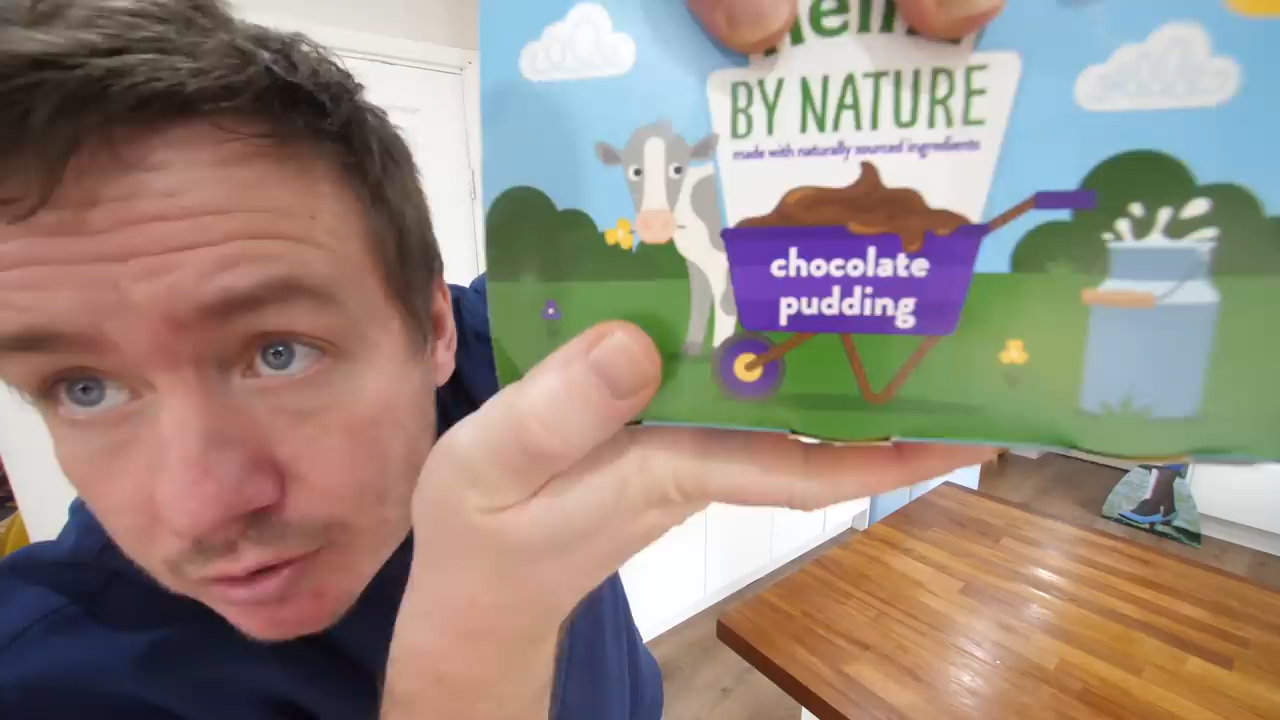 BY NATURE
made with naturally sourced ingredients
chocolate
pudding